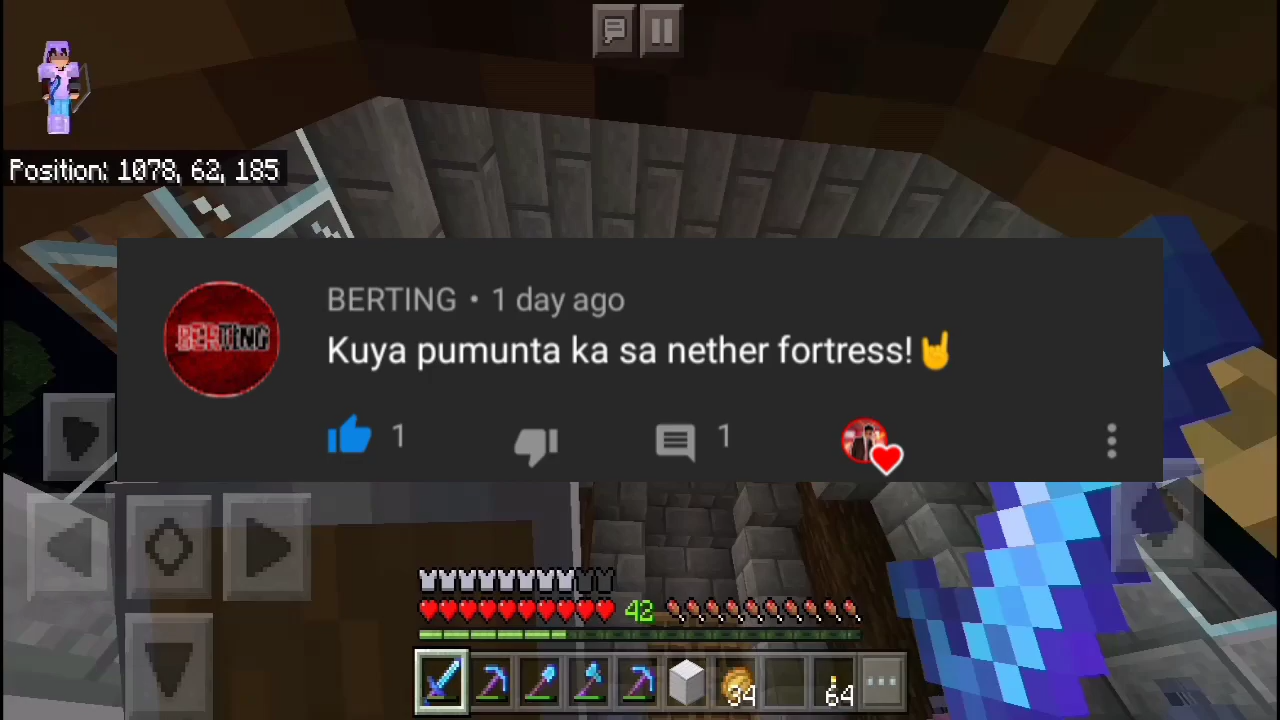 Position: 1078, 62, 185
BERTING • 1 day ago
BERTING
Kuya pumunta ka sa nether fortress!🤘
1
1
42
34
64